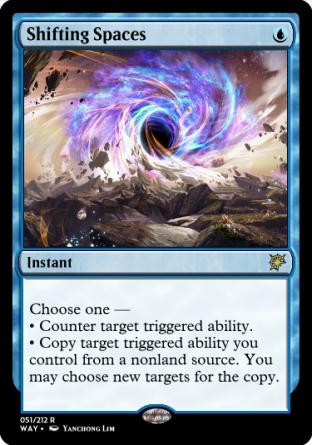 Shifting Spaces
Instant
Choose one —
• Counter target triggered ability.
• Copy target triggered ability you
control from a nonland source. You
may choose new targets for the copy.
051/212 R
WAY • Yanchong Lim